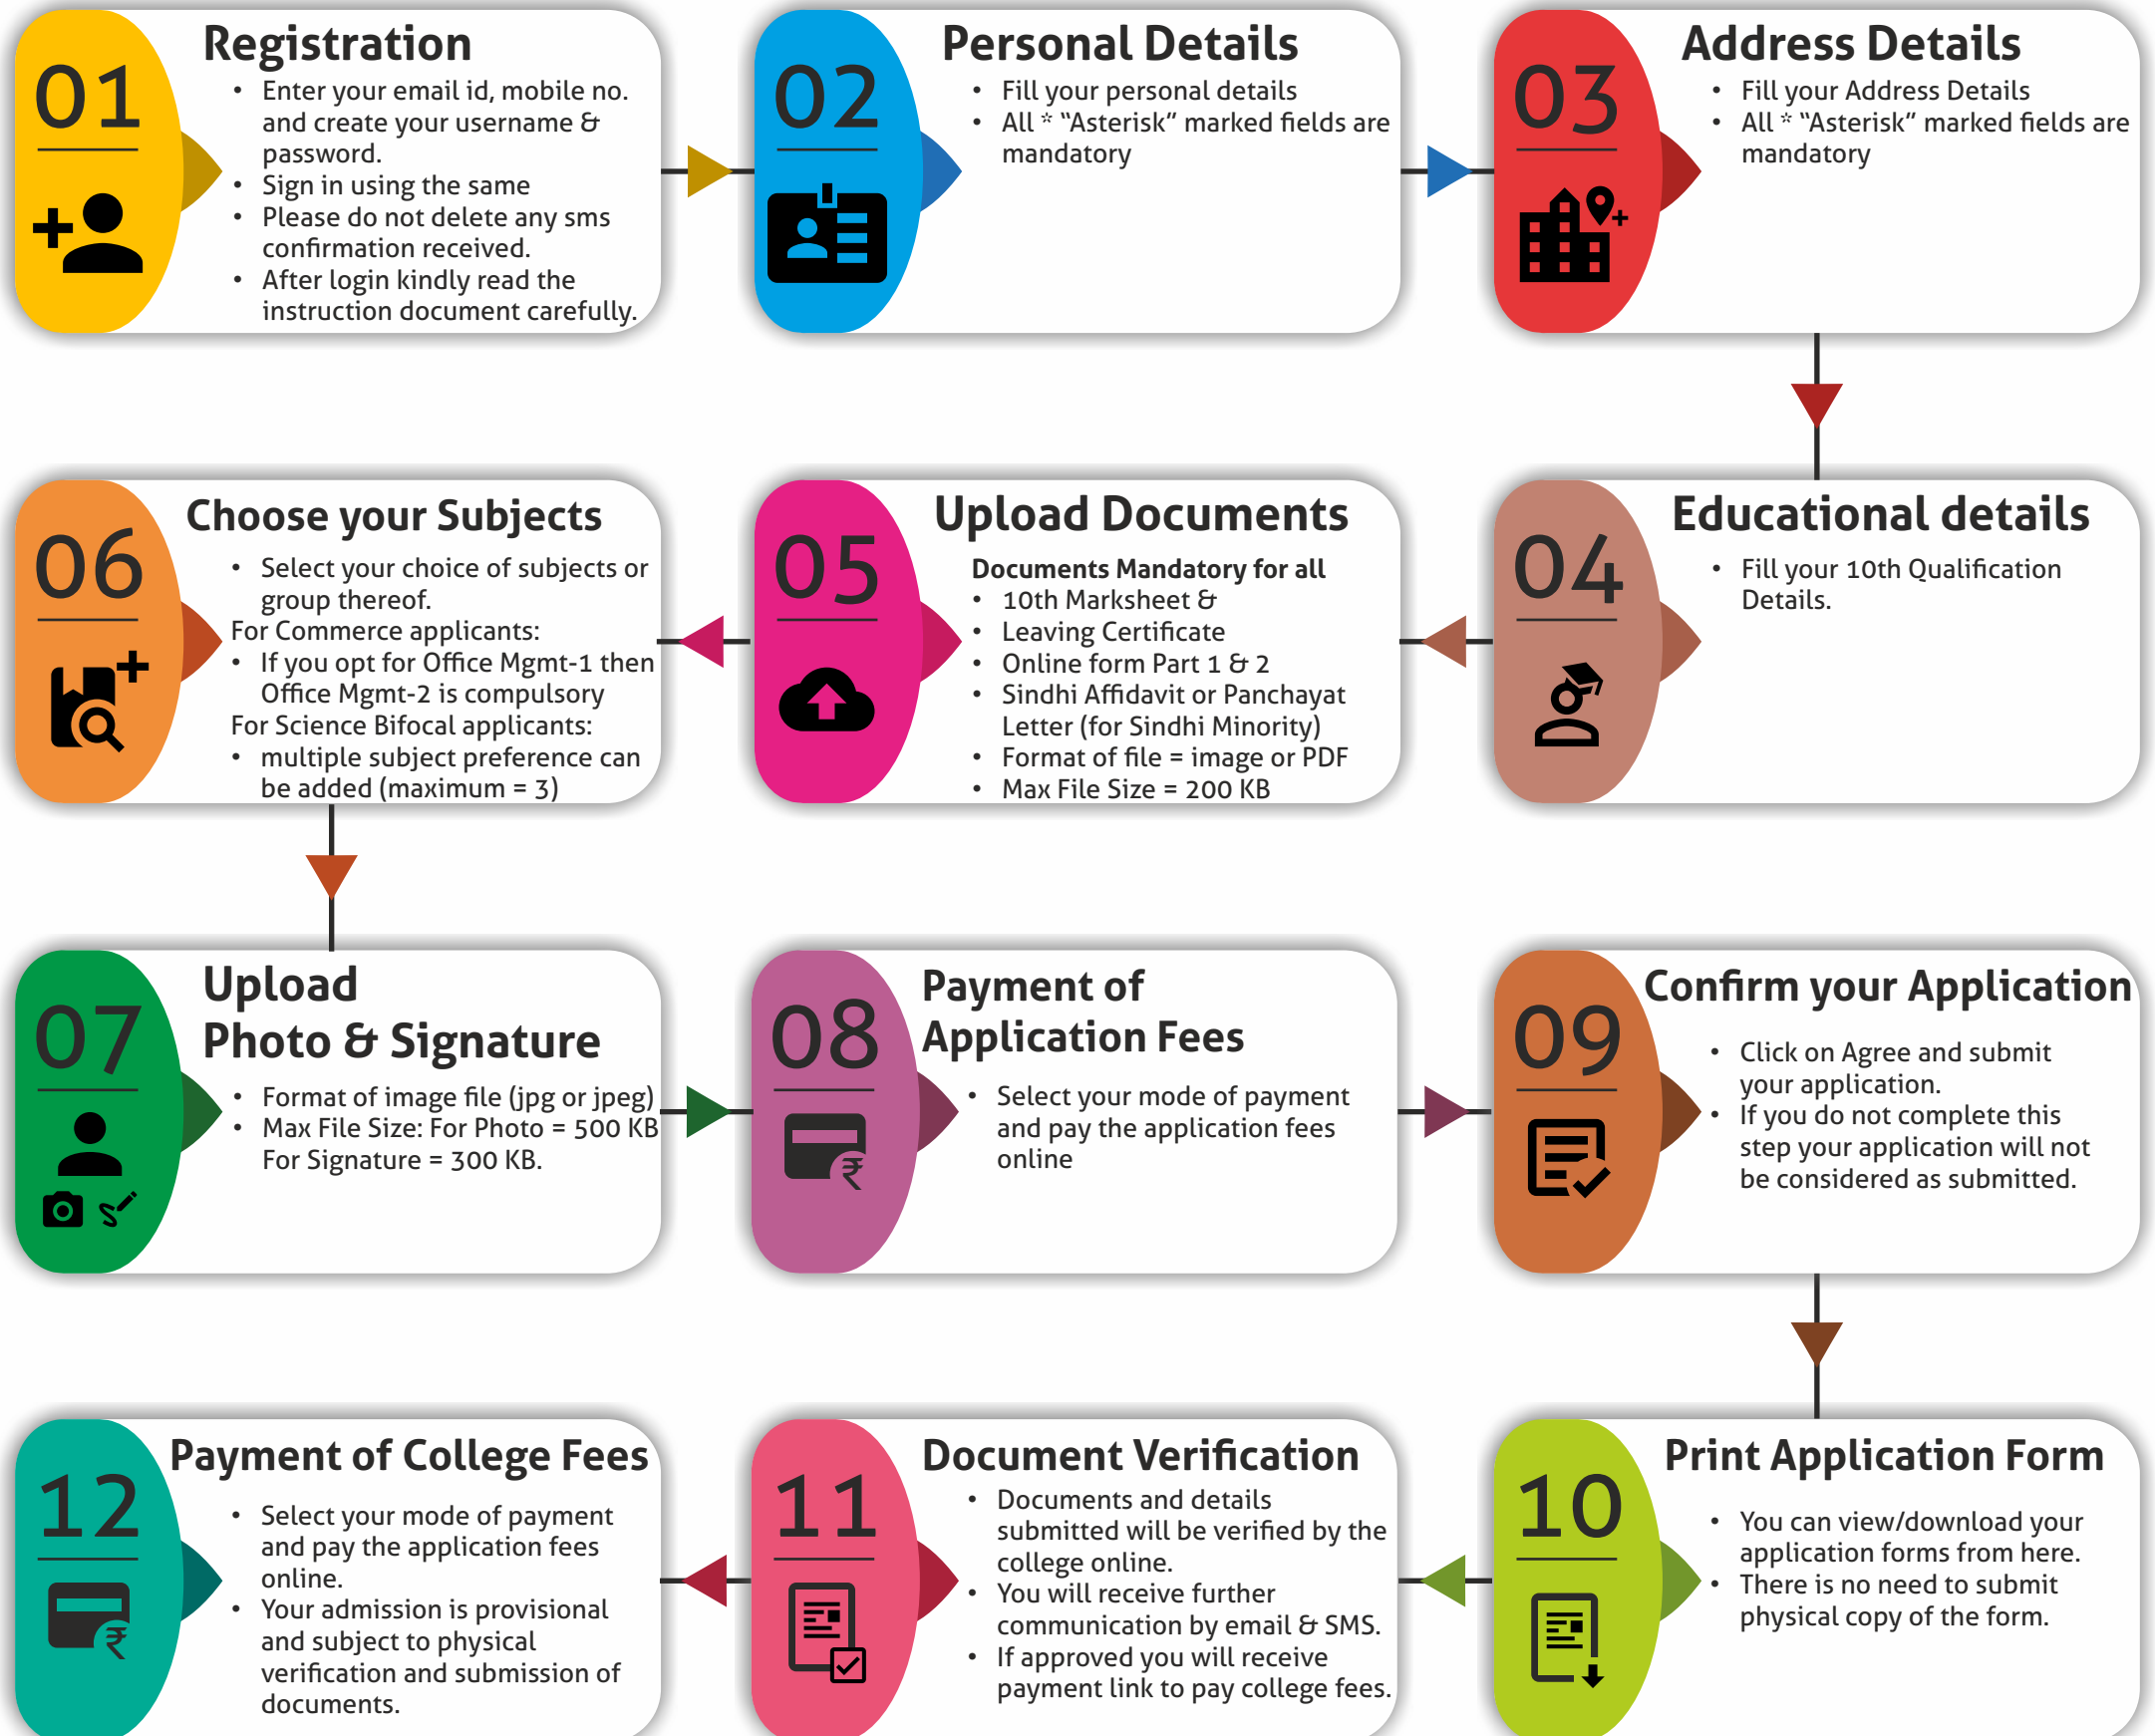 01
Registration
• Enter your email id, mobile no.
and create your username &
password.
• Sign in using the same
• Please do not delete any sms
confirmation received.
• After login kindly read the
instruction document carefully.
02
Personal Details
• Fill your personal details
• All * “Asterisk” marked fields are
mandatory
03
Address Details
• Fill your Address Details
• All * “Asterisk” marked fields are
mandatory
04
Educational details
• Fill your 10th Qualification
Details.
05
Upload Documents
Documents Mandatory for all
• 10th Marksheet &
• Leaving Certificate
• Online form Part 1 & 2
• Sindhi Affidavit or Panchayat
Letter (for Sindhi Minority)
• Format of file = image or PDF
• Max File Size = 200 KB
06
Choose your Subjects
• Select your choice of subjects or
group thereof.
For Commerce applicants:
• If you opt for Office Mgmt-1 then
Office Mgmt-2 is compulsory
For Science Bifocal applicants:
• multiple subject preference can
be added (maximum = 3)
07
Upload
Photo & Signature
• Format of image file (jpg or jpeg)
• Max File Size: For Photo = 500 KB
For Signature = 300 KB.
08
Payment of
Application Fees
• Select your mode of payment
and pay the application fees
online
₹
09
Confirm your Application
• Click on Agree and submit
your application.
• If you do not complete this
step your application will not
be considered as submitted.
10
Print Application Form
• You can view/download your
application forms from here.
• There is no need to submit
physical copy of the form.
11
Document Verification
• Documents and details
submitted will be verified by the
college online.
• You will receive further
communication by email & SMS.
• If approved you will receive
payment link to pay college fees.
12
Payment of College Fees
• Select your mode of payment
and pay the application fees
online.
• Your admission is provisional
and subject to physical
verification and submission of
documents.
₹